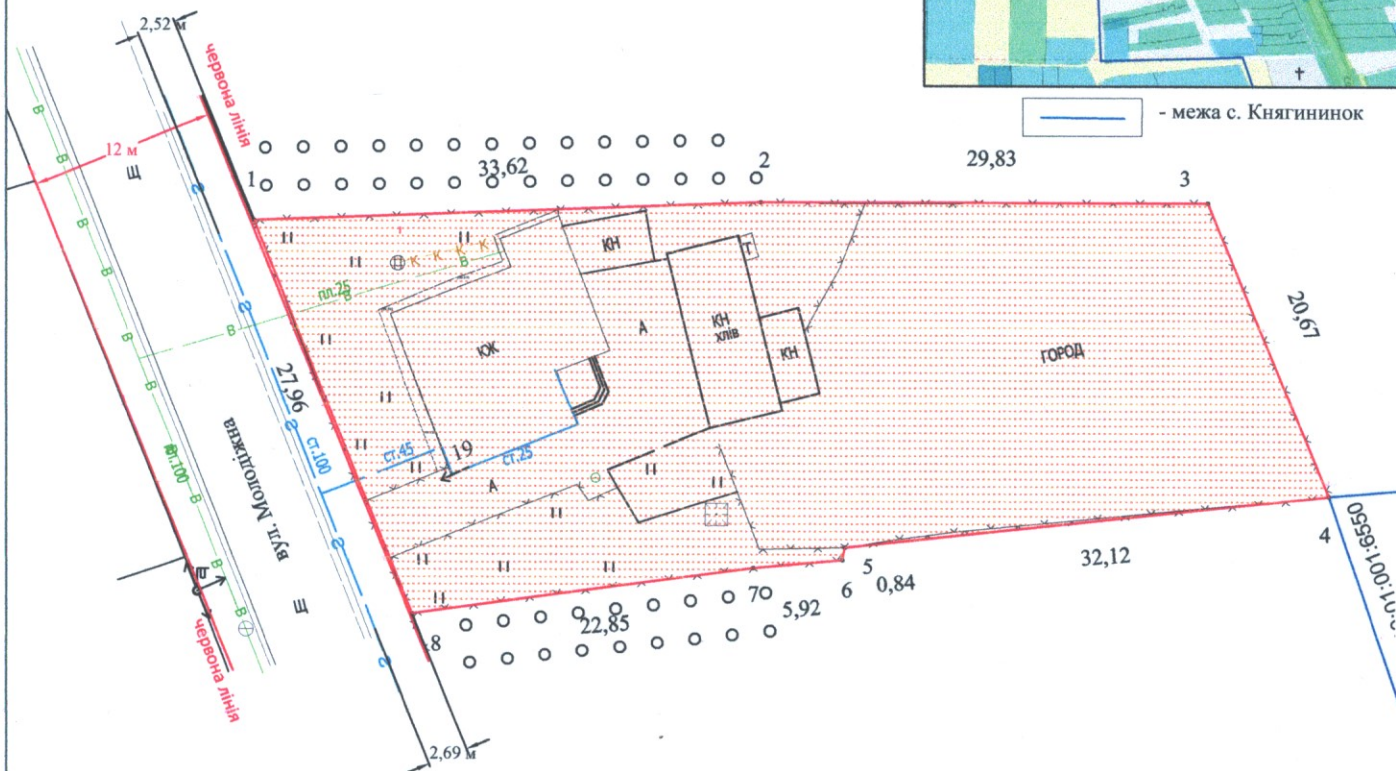 2,52 м
червона лінія
- межа с. Княгининок
12 м
В
В
В
В
В
В
В
В
Щ
1
33,62
2
29,83
3
КН
К К К К
В
пл.25
В
В
Г
КН
хлів
А
КЖ
КН
ГОРОД
20,67
27,96
ст.100
вул. Молодіжна
ст.45
19
ст.25
А
4
32,12
5
6
0,84
5,92
7
22,85
8
Щ
червона лінія
2,69 м